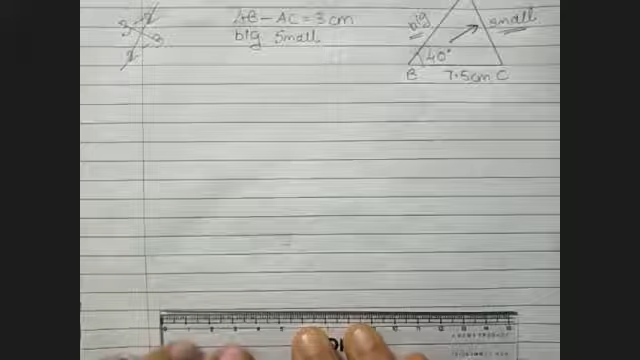 AB - AC = 3 cm
big small
big
small
40°
B 7.5cm C